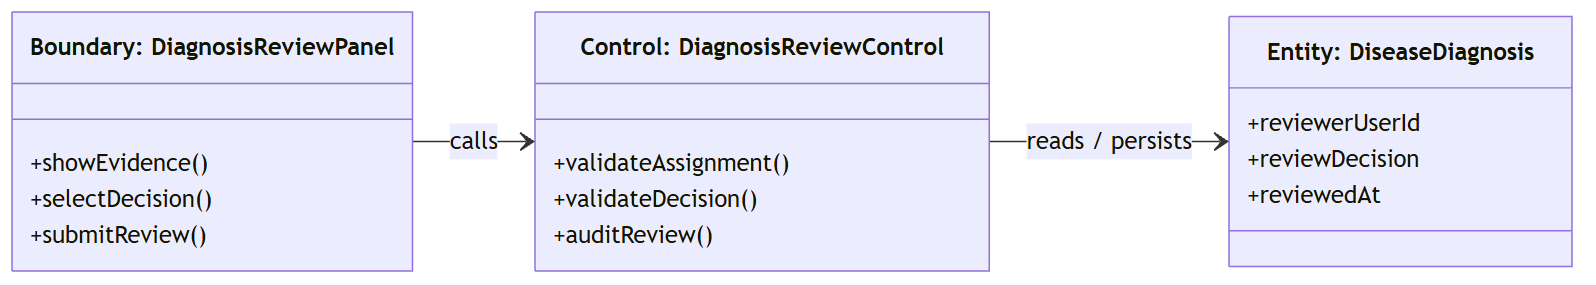 Boundary: DiagnosisReviewPanel
+showEvidence()
+selectDecision()
+submitReview()
calls
Control: DiagnosisReviewControl
+validateAssignment()
+validateDecision()
+auditReview()
reads / persists
Entity: DiseaseDiagnosis
+reviewerUserId
+reviewDecision
+reviewedAt